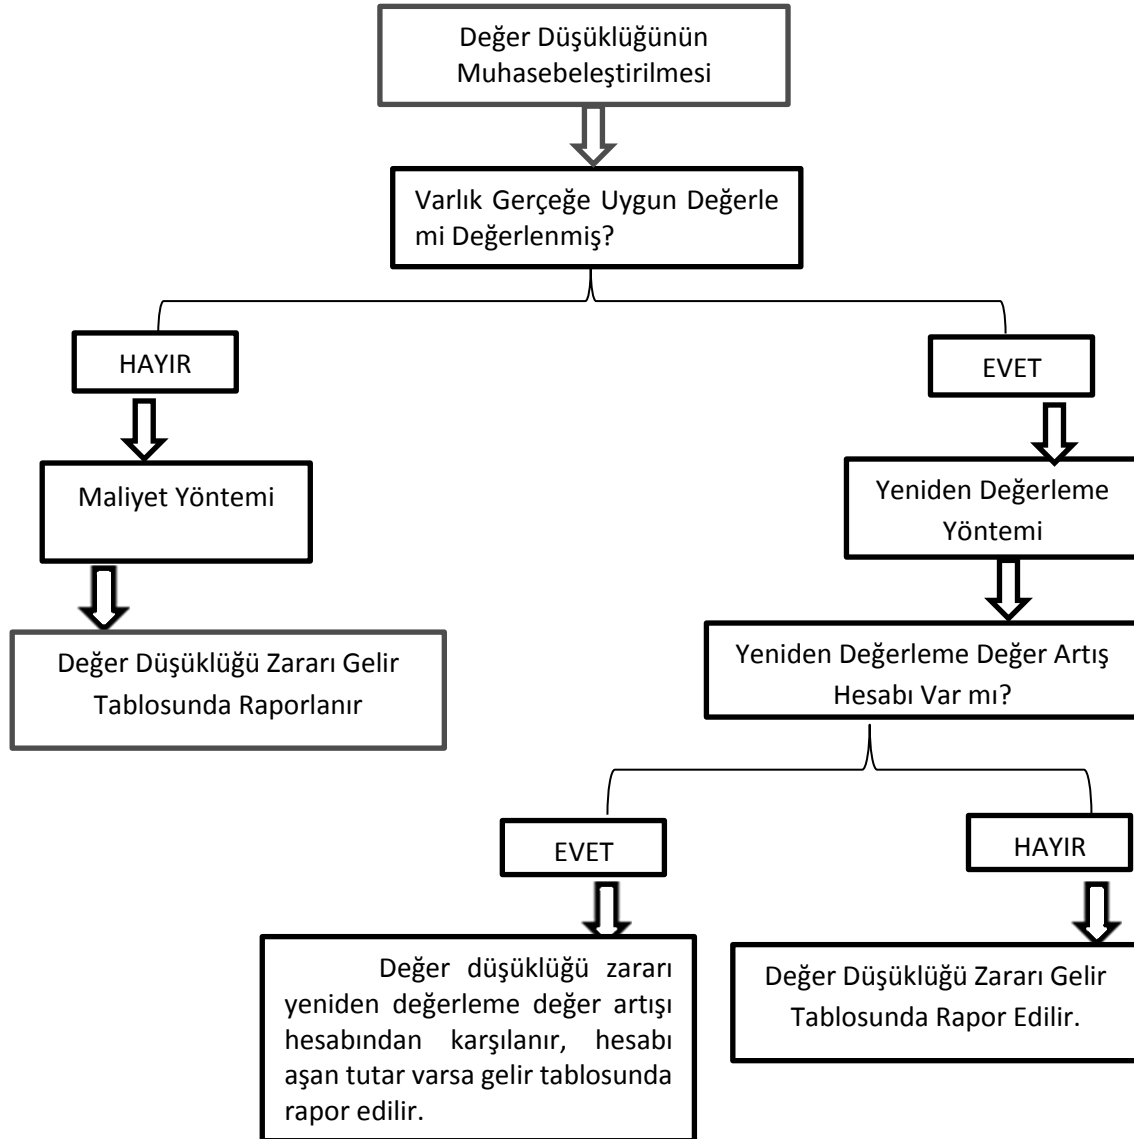 Değer Düşüklüğünün
Muhasebeleştirilmesi
Varlık Gerçeğe Uygun Değerle
mi Değerlenmiş?
HAYIR
EVET
Maliyet Yöntemi
Yeniden Değerleme
Yöntemi
Değer Düşüklüğü Zararı Gelir
Tablosunda Raporlanır
Yeniden Değerleme Değer Artış
Hesabı Var mı?
EVET
HAYIR
Değer düşüklüğü zararı
yeniden değerleme değer artışı
hesabından karşılanır, hesabı
aşan tutar varsa gelir tablosunda
rapor edilir.
Değer Düşüklüğü Zararı Gelir
Tablosunda Rapor Edilir.